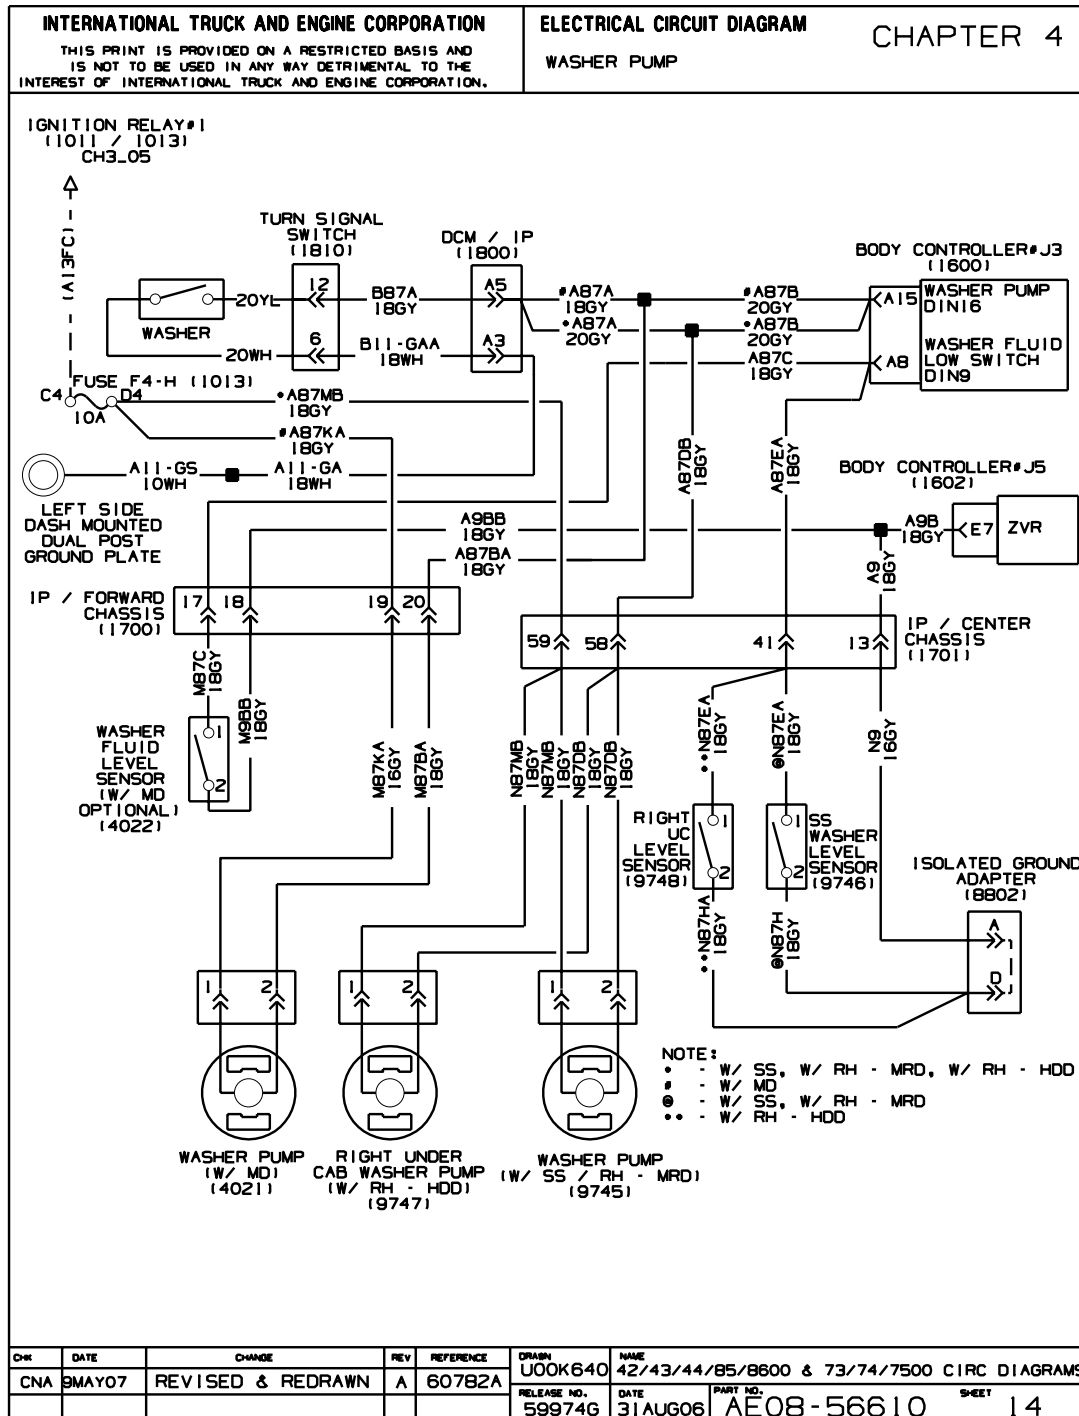 INTERNATIONAL TRUCK AND ENGINE CORPORATION
THIS PRINT IS PROVIDED ON A RESTRICTED BASIS AND
IS NOT TO BE USED IN ANY WAY DETRIMENTAL TO THE
INTEREST OF INTERNATIONAL TRUCK AND ENGINE CORPORATION.
ELECTRICAL CIRCUIT DIAGRAM
WASHER PUMP
CHAPTER 4
IGNITION RELAY#1
(1011 / 1013)
CH3_05
(A13FC)
TURN SIGNAL
SWITCH
(1810)
DCM / IP
(1800)
BODY CONTROLLER#J3
(1600)
WASHER
20YL
20WH
12
6
B87A
18GY
B11-GAA
18WH
A5
A3
#A87A
18GY
*A87A
20GY
#A87B
20GY
*A87B
20GY
A87C
18GY
A15
A8
WASHER PUMP
DIN16
WASHER FLUID
LOW SWITCH
DIN9
FUSE F4-H (1013)
C4
D4
10A
*A87MB
18GY
#A87KA
18GY
A11-GS
10WH
A11-GA
18WH
A87DB
18GY
A87EA
18GY
LEFT SIDE
DASH MOUNTED
DUAL POST
GROUND PLATE
BODY CONTROLLER#J5
(1602)
A9BB
18GY
A87BA
18GY
A9B
18GY
E7
ZVR
A9
18GY
IP / FORWARD
CHASSIS
(1700)
17
18
19
20
IP / CENTER
CHASSIS
(1701)
59
58
41
13
M87C
18GY
M9BB
18GY
M87KA
16GY
M87BA
18GY
N87MB
18GY
N87MB
18GY
N87DB
18GY
N87DB
18GY
**N87EA
18GY
@N87EA
18GY
N9
16GY
WASHER
FLUID
LEVEL
SENSOR
(W/ MD
OPTIONAL)
(4022)
1
2
RIGHT
UC
LEVEL
SENSOR
(9748)
1
2
SS
WASHER
LEVEL
SENSOR
(9746)
1
2
ISOLATED GROUND
ADAPTER
(8802)
**N87HA
18GY
@N87H
18GY
A
D
1
2
1
2
1
2
NOTE:
* - W/ SS, W/ RH - MRD, W/ RH - HDD
# - W/ MD
@ - W/ SS, W/ RH - MRD
** - W/ RH - HDD
WASHER PUMP
(W/ MD)
(4021)
RIGHT UNDER
CAB WASHER PUMP
(W/ RH - HDD)
(9747)
WASHER PUMP
(W/ SS / RH - MRD)
(9745)
CHK DATE CHANGE REV REFERENCE
CNA 9MAY07 REVISED & REDRAWN A 60782A
DRAWN
U00K640
NAME
42/43/44/85/8600 & 73/74/7500 CIRC DIAGRAMS
RELEASE NO.
59974G
DATE
31AUG06
PART NO.
AE08-56610
SHEET
14